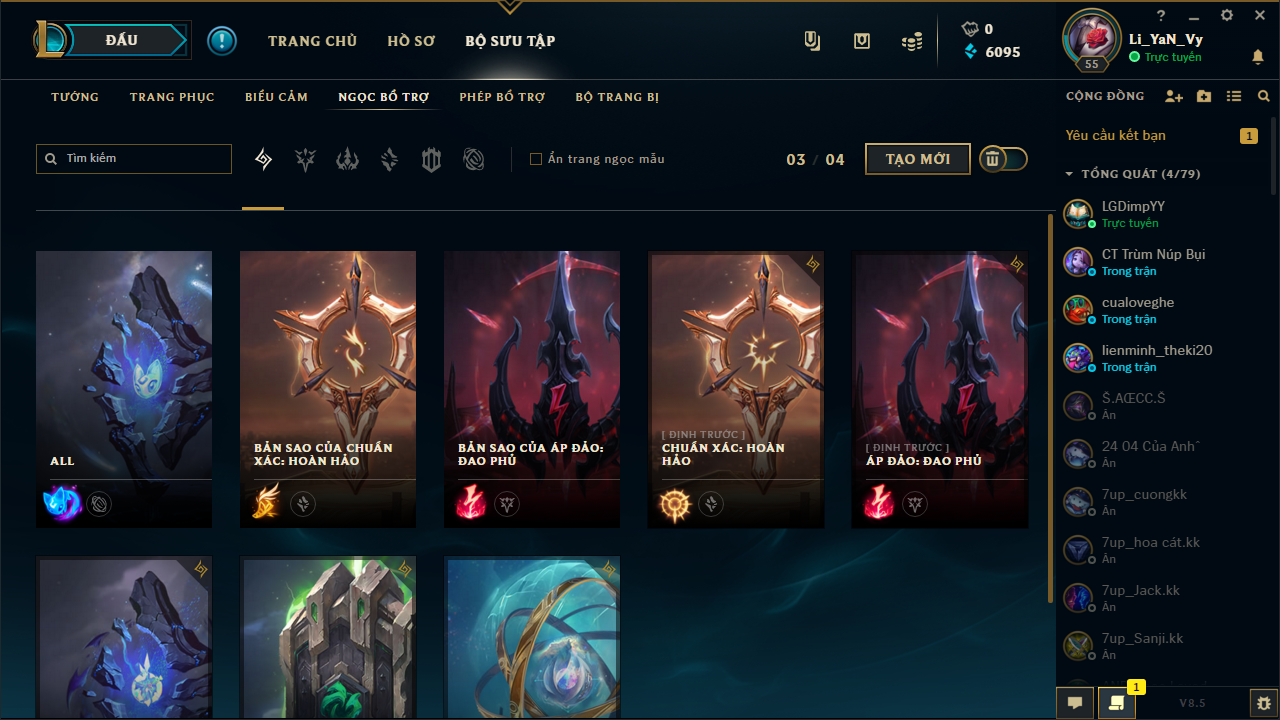 ĐẤU
TRANG CHỦ
HỒ SƠ
BỘ SƯU TẬP
0
6095
55
Li_YaN_Vy
Trực tuyến
TƯỚNG
TRANG PHỤC
BIỂU CẢM
NGỌC BỔ TRỢ
PHÉP BỔ TRỢ
BỘ TRANG BỊ
Tìm kiếm
Ẩn trang ngọc mẫu
03 / 04
TẠO MỚI
CỘNG ĐỒNG
Yêu cầu kết bạn
1
TỔNG QUÁT (4/79)
LGDimpYY
Trực tuyến
CT Trùm Núp Bụi
Trong trận
cualoveghe
Trong trận
lienminh_theki20
Trong trận
Š.AŒCC.Š
Ẩn
24 04 Của Anhˆ
Ẩn
7up_cuongkk
Ẩn
7up_hoa cát.kk
Ẩn
7up_Jack.kk
Ẩn
7up_Sanji.kk
Ẩn
ALL
BẢN SAO CỦA CHUẨN
XÁC: HOÀN HẢO
BẢN SAO CỦA ÁP ĐẢO:
ĐAO PHỦ
[ ĐỊNH TRƯỚC ]
CHUẨN XÁC: HOÀN
HẢO
[ ĐỊNH TRƯỚC ]
ÁP ĐẢO: ĐAO PHỦ
1
V8.5